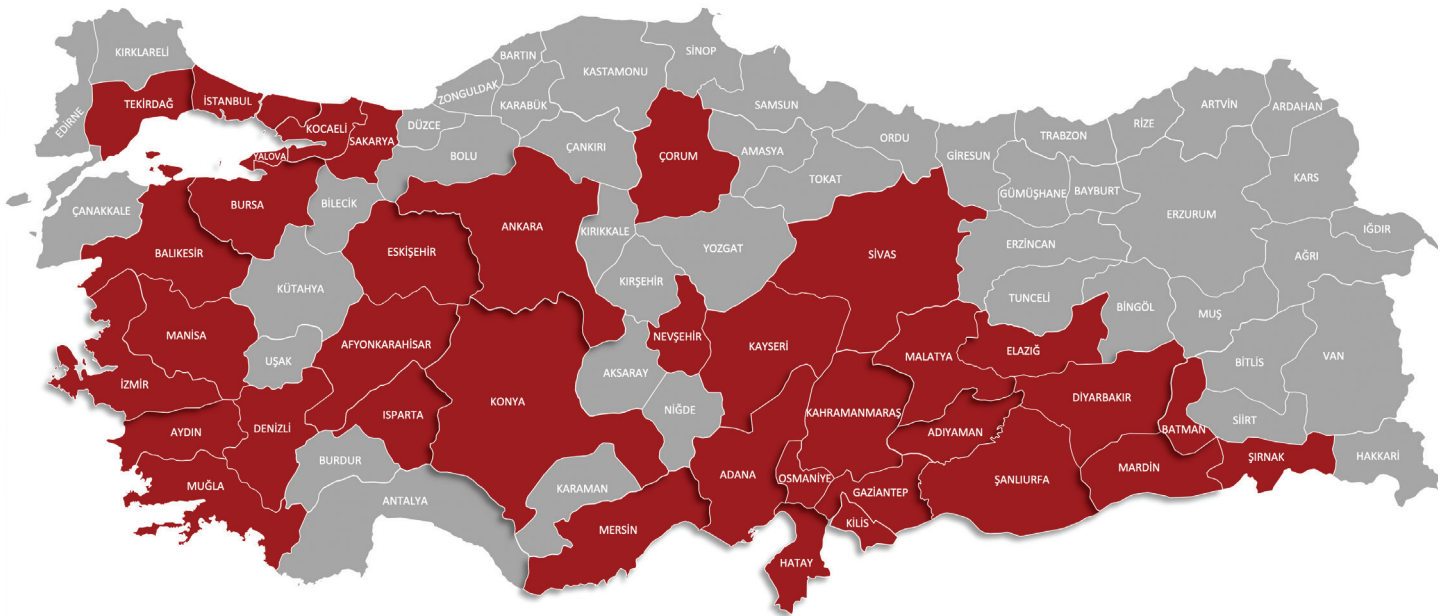 KIRKLARELİ
EDİRNE
TEKİRDAĞ
İSTANBUL
KOCAELİ
YALOVA
SAKARYA
DÜZCE
ZONGULDAK
BARTIN
KARABÜK
KASTAMONU
SİNOP
SAMSUN
ORDU
GİRESUN
TRABZON
RİZE
ARTVİN
ARDAHAN
ÇANAKKALE
BALIKESİR
BURSA
BİLECİK
BOLU
ÇANKIRI
ÇORUM
AMASYA
TOKAT
GÜMÜŞHANE
BAYBURT
ERZURUM
KARS
IĞDIR
AĞRI
KÜTAHYA
ESKİŞEHİR
ANKARA
KIRIKKALE
KIRŞEHİR
YOZGAT
SİVAS
ERZİNCAN
TUNCELİ
BİNGÖL
MUŞ
BİTLİS
VAN
MANİSA
UŞAK
AFYONKARAHİSAR
NEVŞEHİR
KAYSERİ
MALATYA
ELAZIĞ
İZMİR
AYDIN
DENİZLİ
ISPARTA
KONYA
AKSARAY
NİĞDE
KAHRAMANMARAŞ
ADIYAMAN
DİYARBAKIR
BATMAN
SİİRT
MUĞLA
BURDUR
ANTALYA
KARAMAN
MERSİN
ADANA
OSMANİYE
GAZİANTEP
KİLİS
HATAY
ŞANLIURFA
MARDİN
ŞIRNAK
HAKKARİ